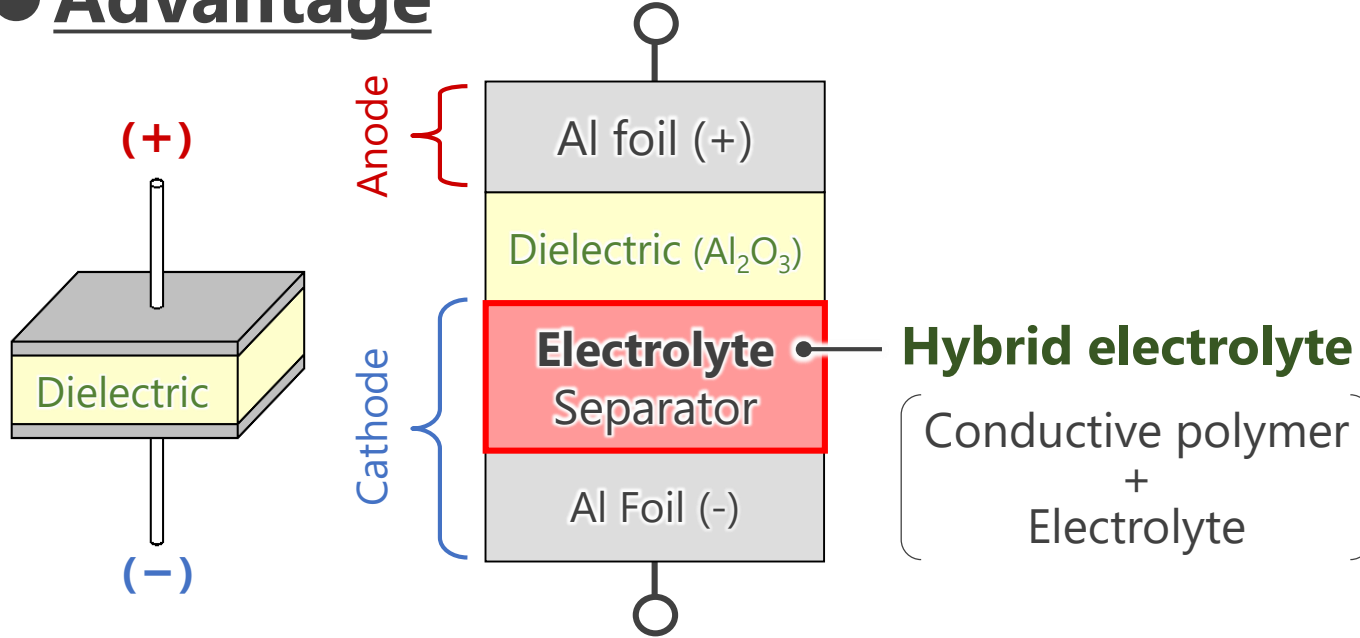 ● Advantage
(+)
Dielectric
(−)
Anode
Cathode
Al foil (+)
Dielectric (Al₂O₃)
Electrolyte
Separator
Al Foil (-)
Hybrid electrolyte
Conductive polymer
+
Electrolyte